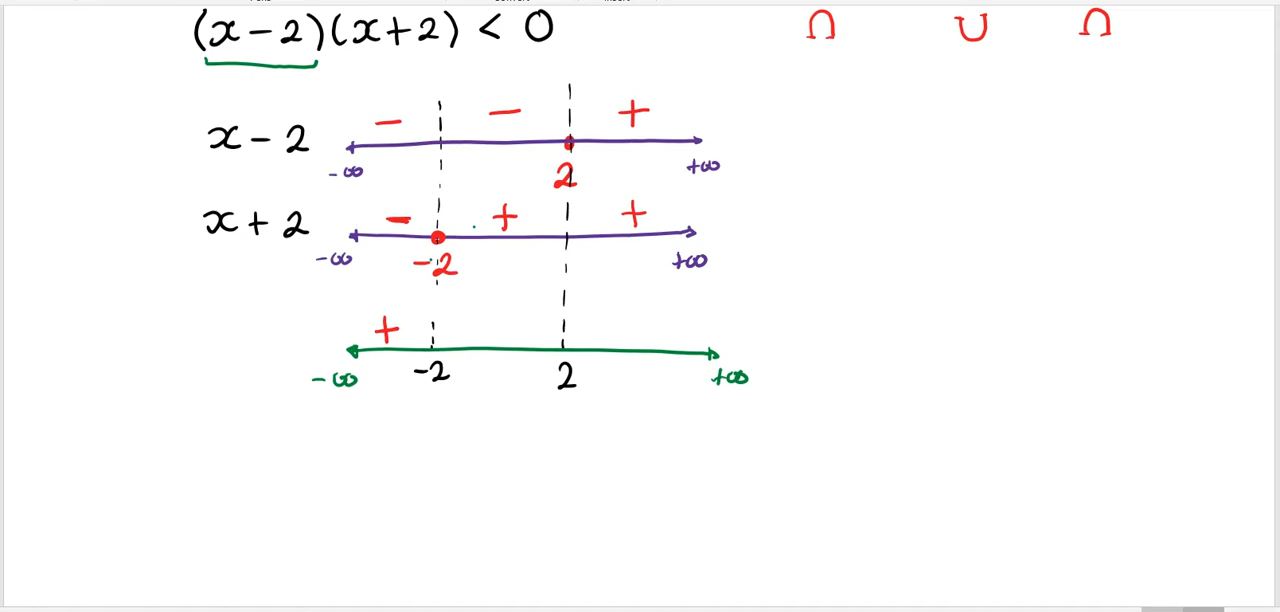 (x-2)(x+2) < 0 ∩ ∪ ∩
- - +
x-2
-∞ 2 +∞
- + +
x+2
-∞ -2 +∞
+
-∞ -2 2 +∞